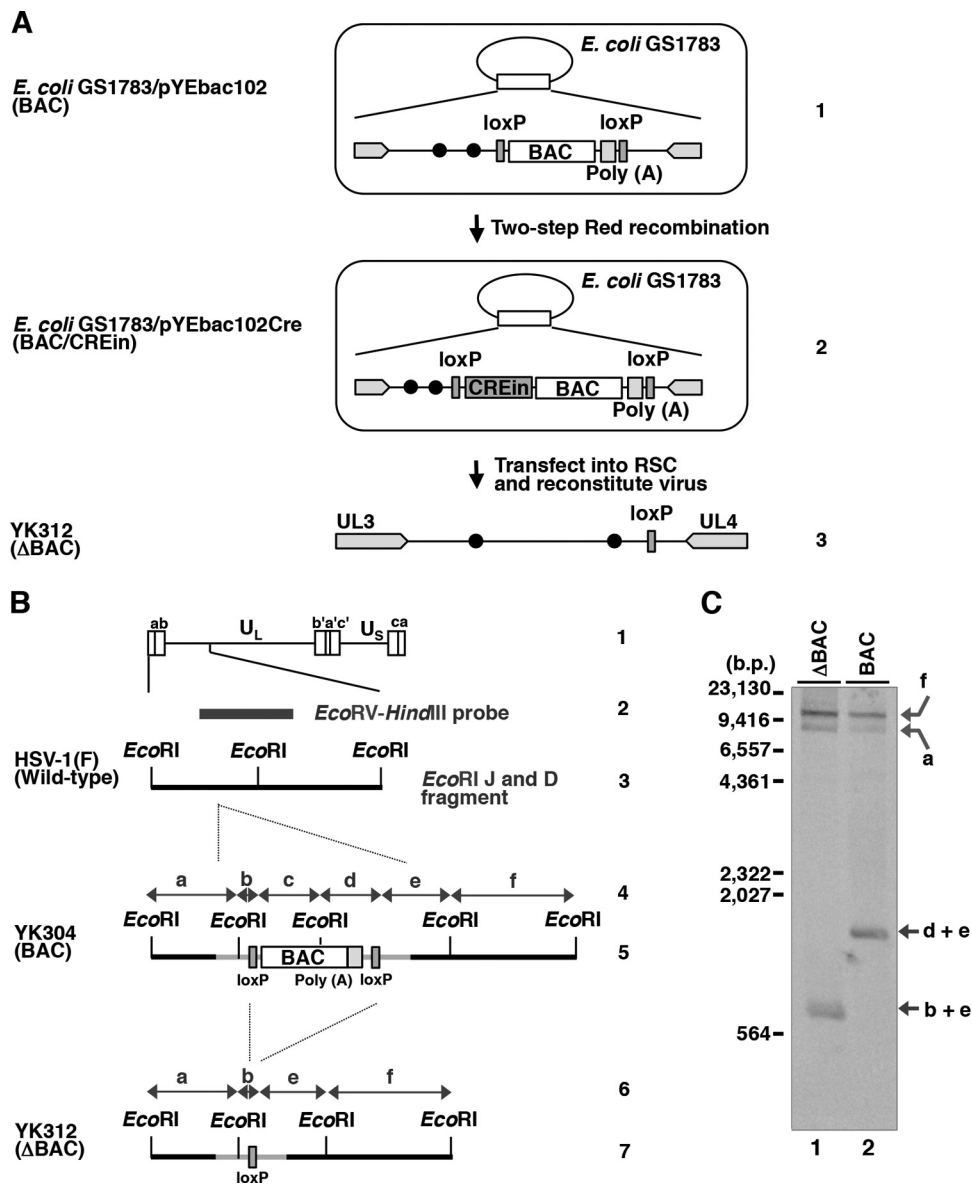 A
E. coli GS1783/pYEbac102
(BAC)
E. coli GS1783
loxP
loxP
BAC
Poly (A)
1
Two-step Red recombination
E. coli GS1783/pYEbac102Cre
(BAC/CREin)
E. coli GS1783
loxP
loxP
CREin
BAC
Poly (A)
2
Transfect into RSC
and reconstitute virus
YK312
(ΔBAC)
UL3
loxP
UL4
3
B
ab
UL
b'a'c'
US
ca
1
EcoRV-HindIII probe
2
HSV-1(F)
(Wild-type)
EcoRI
EcoRI
EcoRI
EcoRI J and D
fragment
3
a
b
c
d
e
f
4
EcoRI
EcoRI
EcoRI
EcoRI
EcoRI
YK304
(BAC)
BAC
loxP
Poly (A)
loxP
5
a
b
e
f
6
EcoRI
EcoRI
EcoRI
EcoRI
YK312
(ΔBAC)
loxP
7
C
(b.p.)
ΔBAC
BAC
23,130
9,416
6,557
4,361
2,322
2,027
564
f
a
d + e
b + e
1
2